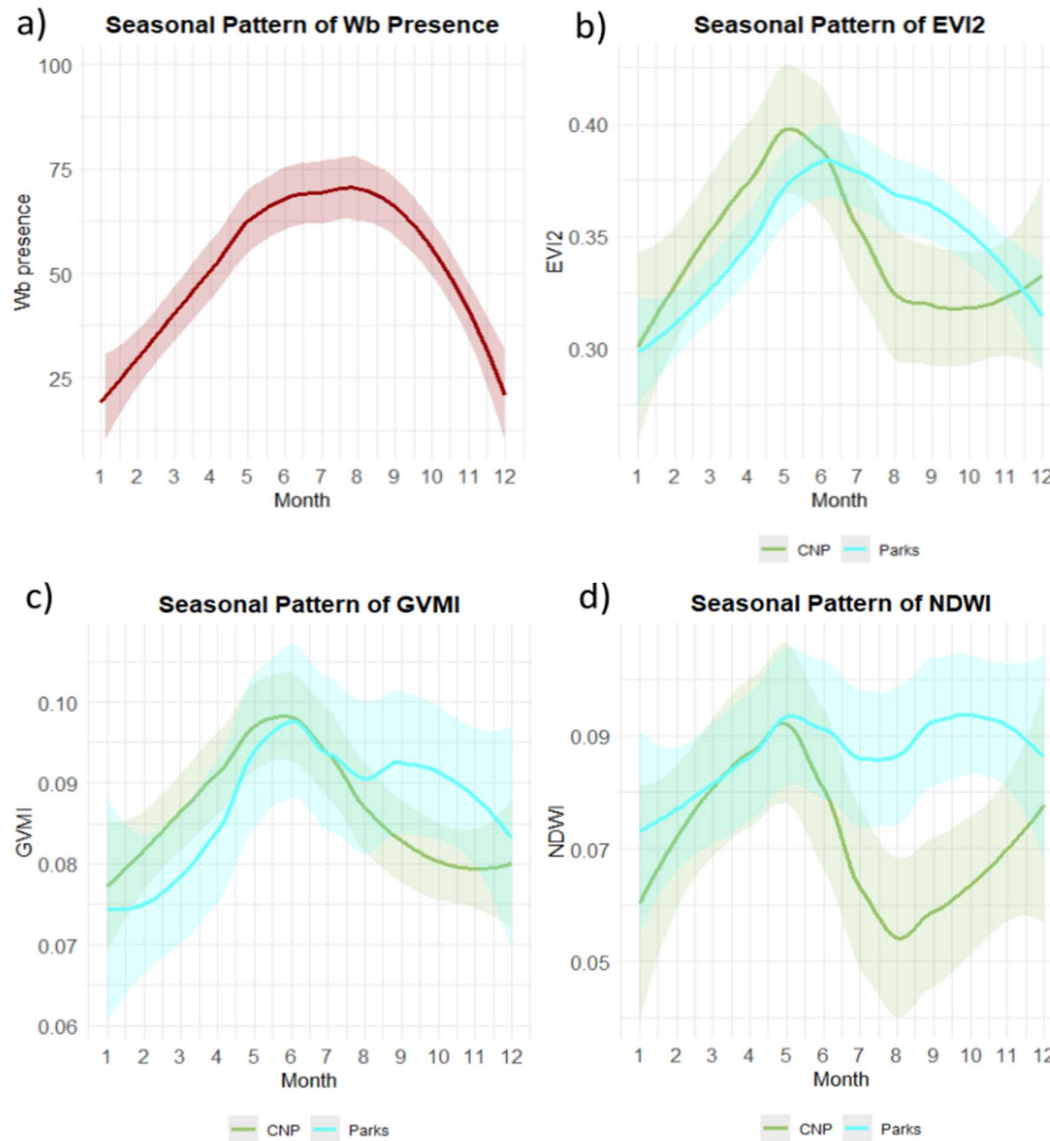 a) Seasonal Pattern of Wb Presence
Wb presence
100
75
50
25
1 2 3 4 5 6 7 8 9 10 11 12
Month
b) Seasonal Pattern of EVI2
EVI2
0.40
0.35
0.30
1 2 3 4 5 6 7 8 9 10 11 12
Month
CNP Parks
c) Seasonal Pattern of GVMI
GVMI
0.10
0.09
0.08
0.07
0.06
1 2 3 4 5 6 7 8 9 10 11 12
Month
CNP Parks
d) Seasonal Pattern of NDWI
NDWI
0.09
0.07
0.05
1 2 3 4 5 6 7 8 9 10 11 12
Month
CNP Parks